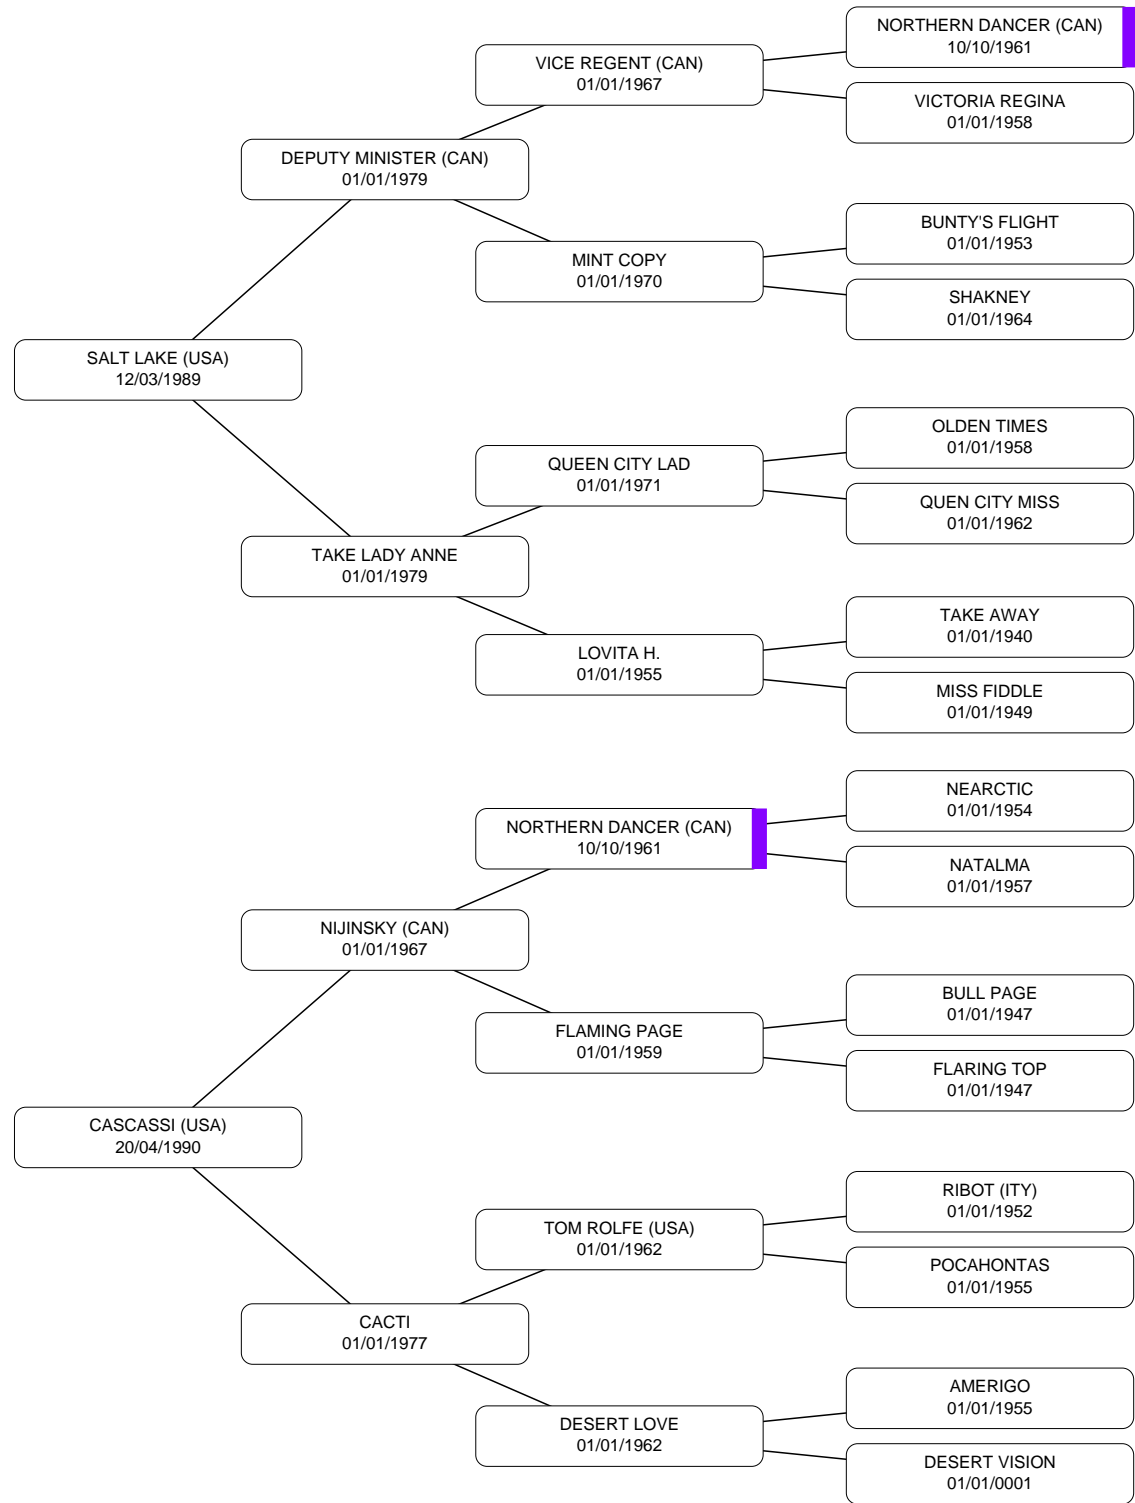 NORTHERN DANCER (CAN)
10/10/1961
VICE REGENT (CAN)
01/01/1967
VICTORIA REGINA
01/01/1958
DEPUTY MINISTER (CAN)
01/01/1979
BUNTY'S FLIGHT
01/01/1953
MINT COPY
01/01/1970
SHAKNEY
01/01/1964
SALT LAKE (USA)
12/03/1989
OLDEN TIMES
01/01/1958
QUEEN CITY LAD
01/01/1971
QUEN CITY MISS
01/01/1962
TAKE LADY ANNE
01/01/1979
TAKE AWAY
01/01/1940
LOVITA H.
01/01/1955
MISS FIDDLE
01/01/1949
NEARCTIC
01/01/1954
NORTHERN DANCER (CAN)
10/10/1961
NATALMA
01/01/1957
NIJINSKY (CAN)
01/01/1967
BULL PAGE
01/01/1947
FLAMING PAGE
01/01/1959
FLARING TOP
01/01/1947
CASCASSI (USA)
20/04/1990
RIBOT (ITY)
01/01/1952
TOM ROLFE (USA)
01/01/1962
POCAHONTAS
01/01/1955
CACTI
01/01/1977
AMERIGO
01/01/1955
DESERT LOVE
01/01/1962
DESERT VISION
01/01/0001